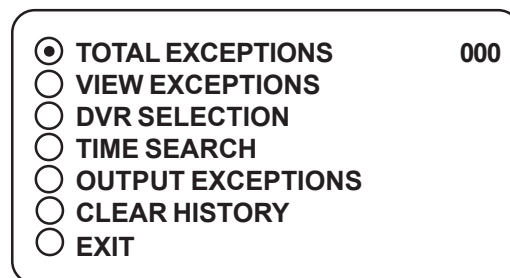 TOTAL EXCEPTIONS 000
VIEW EXCEPTIONS
DVR SELECTION
TIME SEARCH
OUTPUT EXCEPTIONS
CLEAR HISTORY
EXIT